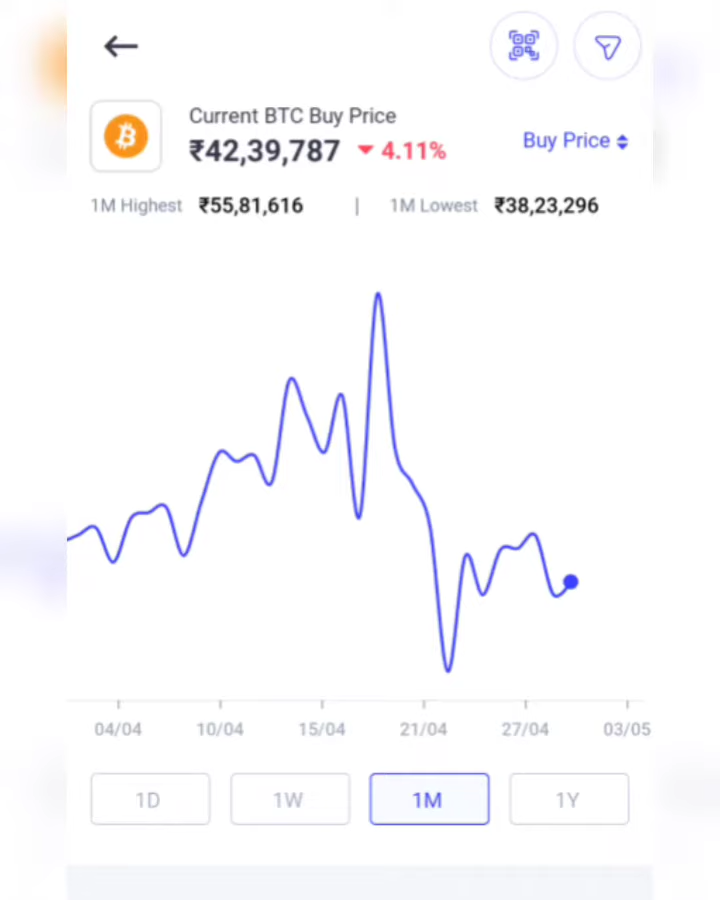 Current BTC Buy Price
₹42,39,787 4.11%
Buy Price
1M Highest ₹55,81,616 | 1M Lowest ₹38,23,296
04/04 10/04 15/04 21/04 27/04 03/05
1D 1W 1M 1Y